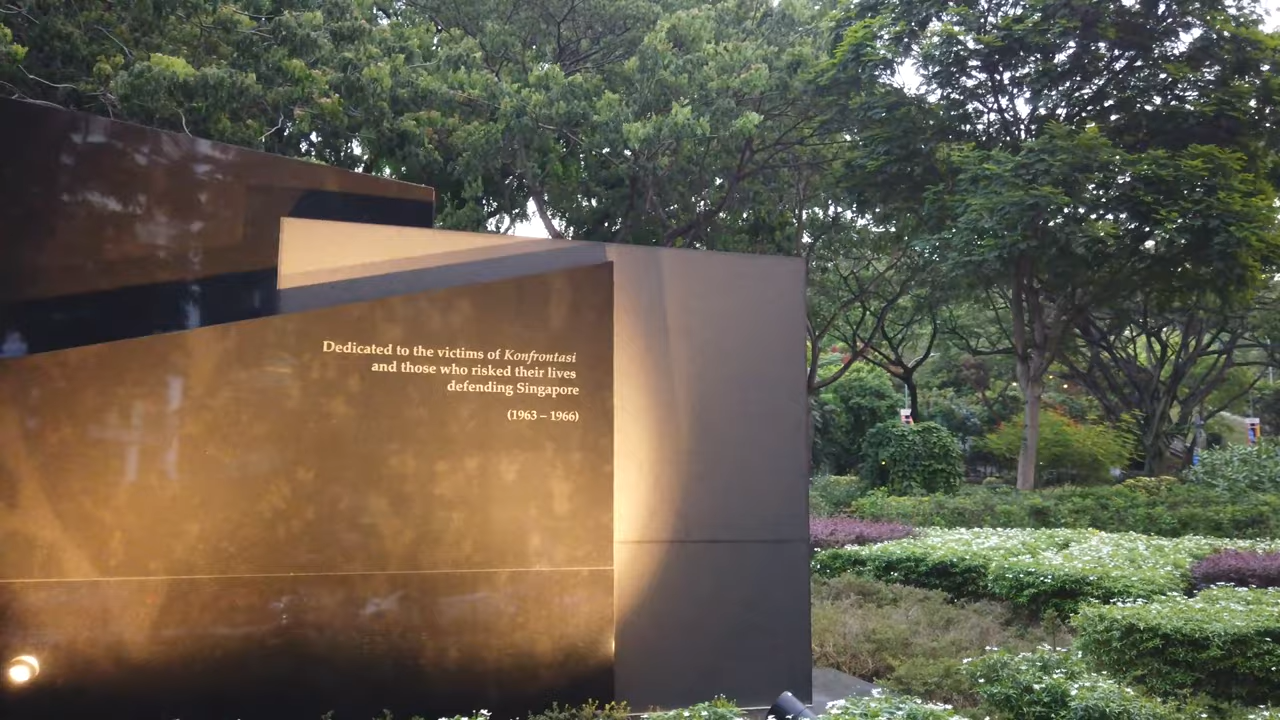 Dedicated to the victims of Konfrontasi
and those who risked their lives
defending Singapore
(1963 – 1966)